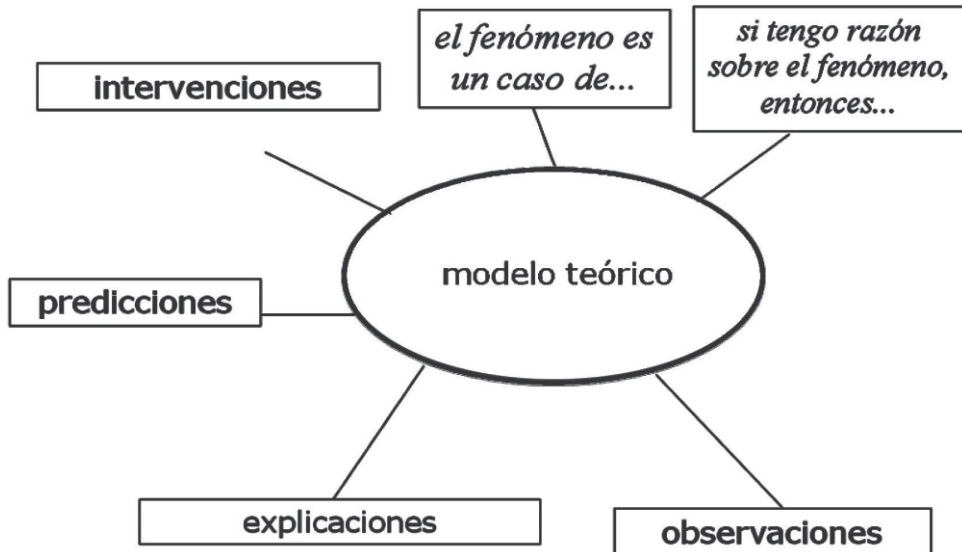 el fenómeno es
un caso de...
si tengo razón
sobre el fenómeno,
entonces...
intervenciones
modelo teórico
predicciones
explicaciones
observaciones